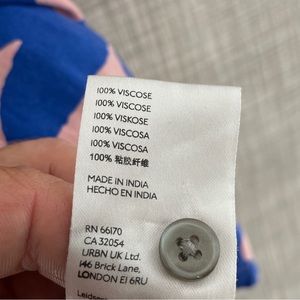 100% VISCOSE
100% VISCOSE
100% VISKOSE
100% VISCOSA
100% VISCOSA
100% 粘胶纤维
MADE IN INDIA
HECHO EN INDIA
RN 66170
CA 32054
URBN UK Ltd.
146 Brick Lane,
LONDON E1 6RU